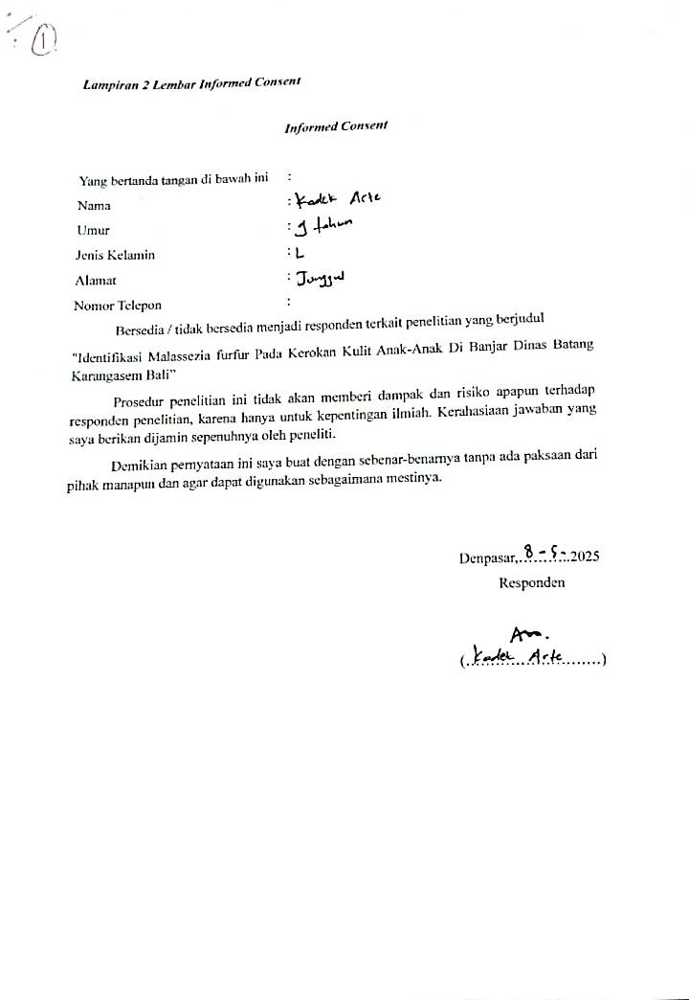 1
Lampiran 2 Lembar Informed Consent
Informed Consent
Yang bertanda tangan di bawah ini :
Nama : Kadek Arte
Umur : 9 tahun
Jenis Kelamin : L
Alamat : Junggul
Nomor Telepon :
Bersedia / tidak bersedia menjadi responden terkait penelitian yang berjudul
"Identifikasi Malassezia furfur Pada Kerokan Kulit Anak-Anak Di Banjar Dinas Batang
Karangasem Bali"
Prosedur penelitian ini tidak akan memberi dampak dan risiko apapun terhadap
responden penelitian, karena hanya untuk kepentingan ilmiah. Kerahasiaan jawaban yang
saya berikan dijamin sepenuhnya oleh peneliti.
Demikian pernyataan ini saya buat dengan sebenar-benarnya tanpa ada paksaan dari
pihak manapun dan agar dapat digunakan sebagaimana mestinya.
Denpasar, 8 - 5 - 2025
Responden
(Kadek Arte)